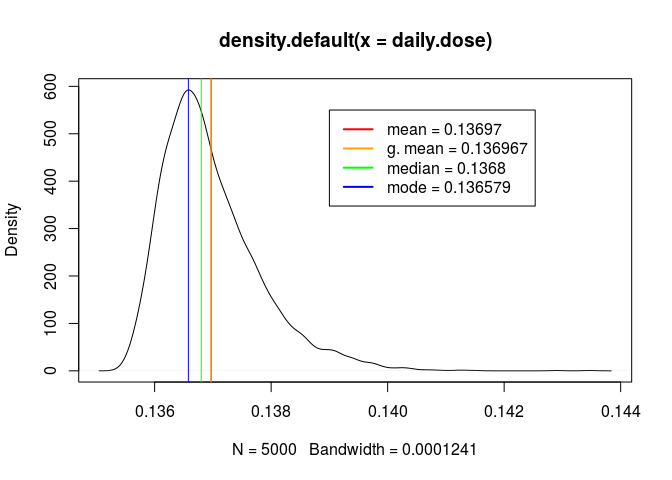 density.default(x = daily.dose)
Density
600
500
400
300
200
100
0
mean = 0.13697
g. mean = 0.136967
median = 0.1368
mode = 0.136579
0.136 0.138 0.140 0.142 0.144
N = 5000 Bandwidth = 0.0001241